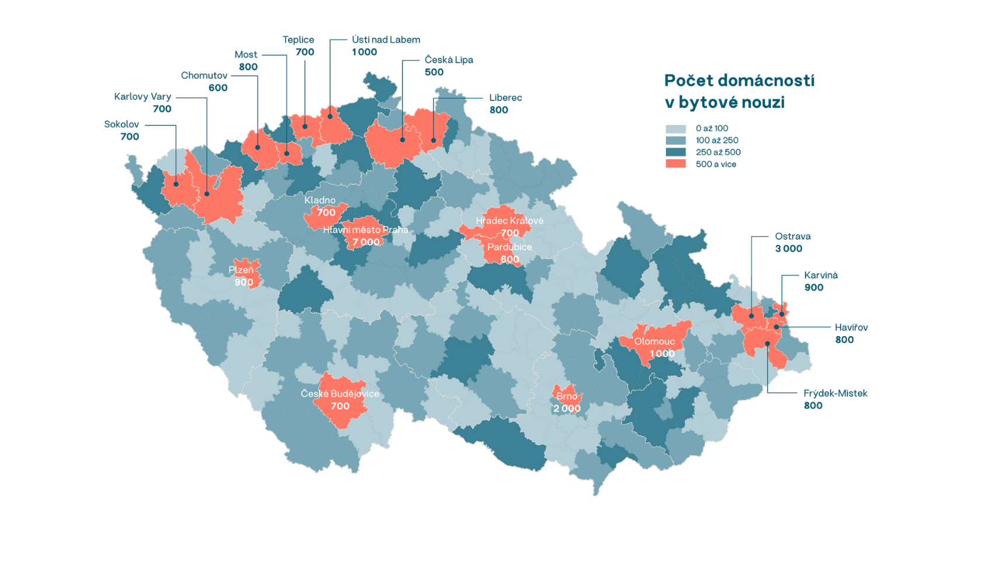 Teplice
700
Ústí nad Labem
1 000
Most
800
Česká Lípa
500
Chomutov
600
Karlovy Vary
700
Liberec
800
Sokolov
700
Počet domácností
v bytové nouzi
0 až 100
100 až 250
250 až 500
500 a více
Kladno
700
Hlavní město Praha
7 000
Hradec Králové
700
Pardubice
600
Plzeň
900
Ostrava
3 000
Karviná
900
Havířov
800
Olomouc
1 000
Frýdek-Místek
800
České Budějovice
700
Brno
2 000